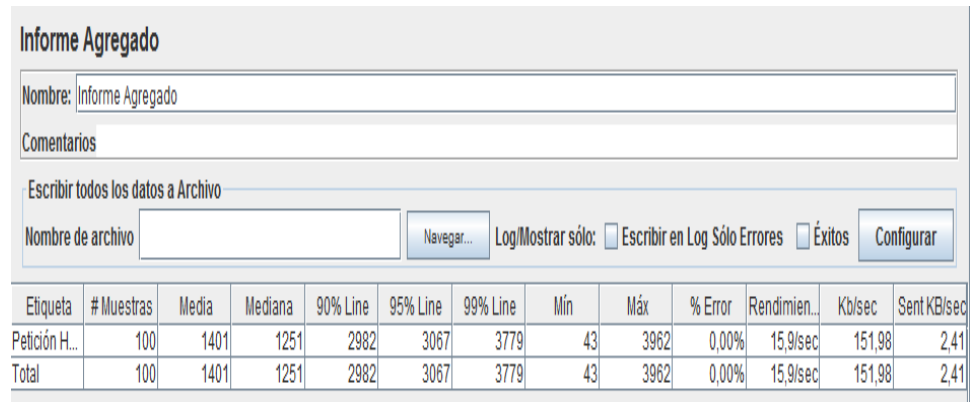 Informe Agregado
Nombre: Informe Agregado
Comentarios
Escribir todos los datos a Archivo
Nombre de archivo Navegar... Log/Mostrar sólo: Escribir en Log Sólo Errores Éxitos Configurar
Etiqueta # Muestras Media Mediana 90% Line 95% Line 99% Line Mín Máx % Error Rendimien... Kb/sec Sent KB/sec
Petición H... 100 1401 1251 2982 3067 3779 43 3962 0,00% 15,9/sec 151,98 2,41
Total 100 1401 1251 2982 3067 3779 43 3962 0,00% 15,9/sec 151,98 2,41